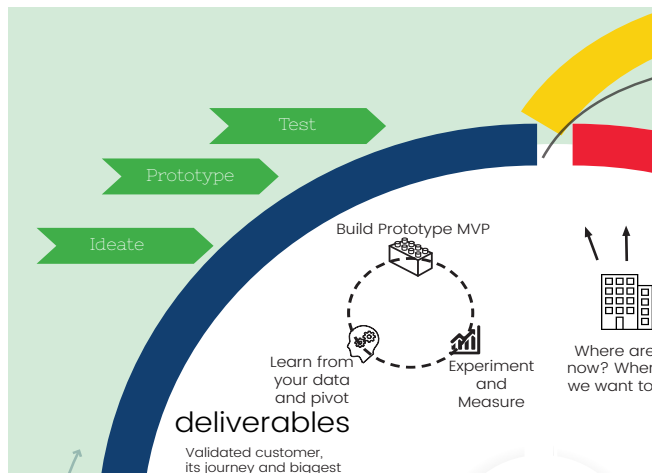 Test
Prototype
Ideate
Build Prototype MVP
Learn from
your data
and pivot
Experiment
and
Measure
Where are
now? Wher
we want to
deliverables
Validated customer,
its journey and biggest